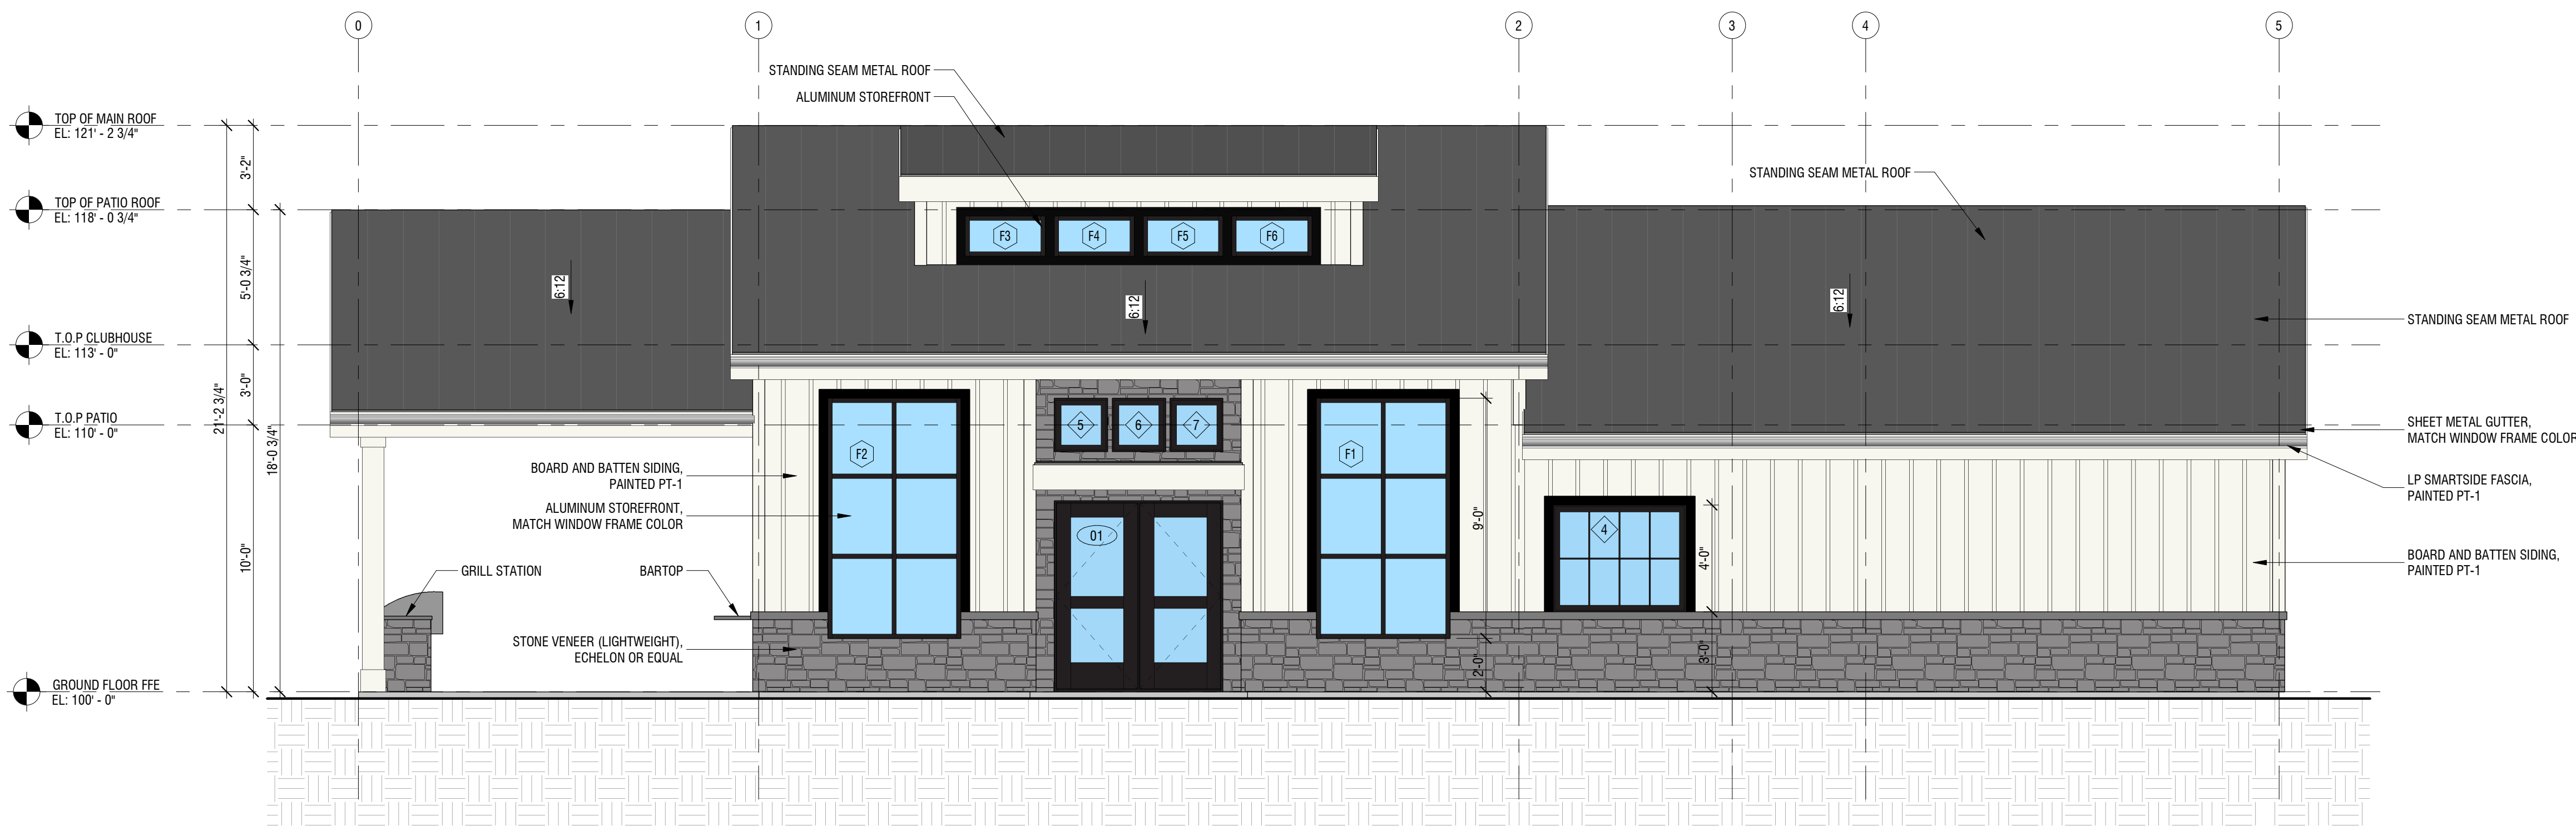 0
1
2
3
4
5
STANDING SEAM METAL ROOF
ALUMINUM STOREFRONT
TOP OF MAIN ROOF
EL: 121' - 2 3/4"
3'-2"
STANDING SEAM METAL ROOF
TOP OF PATIO ROOF
EL: 118' - 0 3/4"
F3
F4
F5
F6
5'-0 3/4"
6:12
6:12
6:12
STANDING SEAM METAL ROOF
T.O.P CLUBHOUSE
EL: 113' - 0"
3'-0"
21'-2 3/4"
18'-0 3/4"
T.O.P PATIO
EL: 110' - 0"
5
6
7
SHEET METAL GUTTER,
MATCH WINDOW FRAME COLOR
F2
F1
BOARD AND BATTEN SIDING,
PAINTED PT-1
LP SMARTSIDE FASCIA,
PAINTED PT-1
ALUMINUM STOREFRONT,
MATCH WINDOW FRAME COLOR
9'-0"
01
4
4'-0"
10'-0"
BOARD AND BATTEN SIDING,
PAINTED PT-1
GRILL STATION
BARTOP
STONE VENEER (LIGHTWEIGHT),
ECHELON OR EQUAL
2'-0"
3'-0"
GROUND FLOOR FFE
EL: 100' - 0"